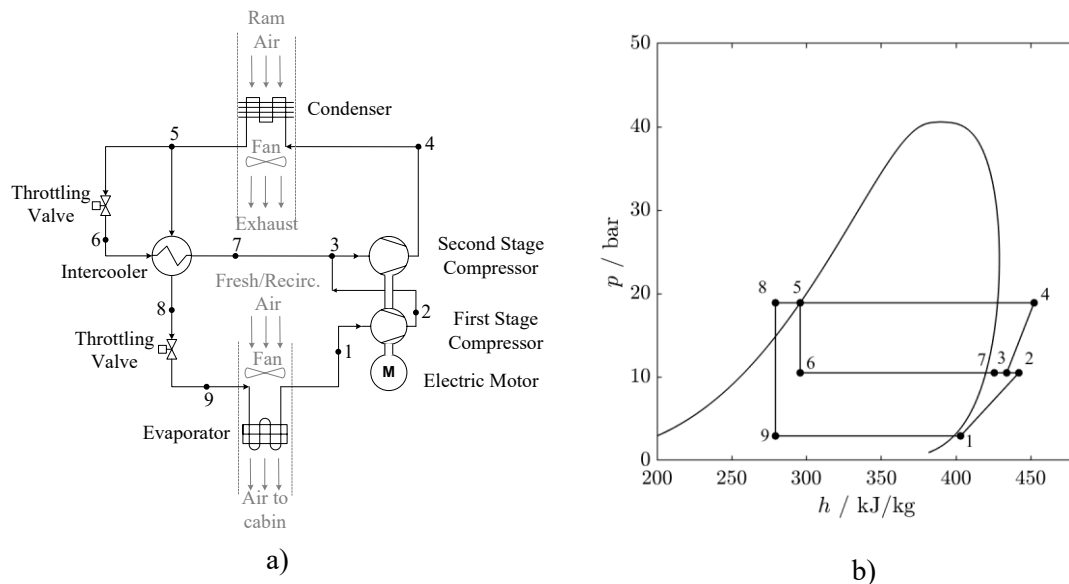 Ram
Air
Condenser
5
Fan
4
Throttling
Valve
Exhaust
6
7
3
Second Stage
Compressor
Intercooler
Fresh/Recirc.
Air
8
2
First Stage
Compressor
Throttling
Valve
Fan
1
M
Electric Motor
9
Evaporator
Air to
cabin
a)
50
40
30
20
10
0
p / bar
8
5
4
6
7
3
2
9
1
200
250
300
350
400
450
h / kJ/kg
b)